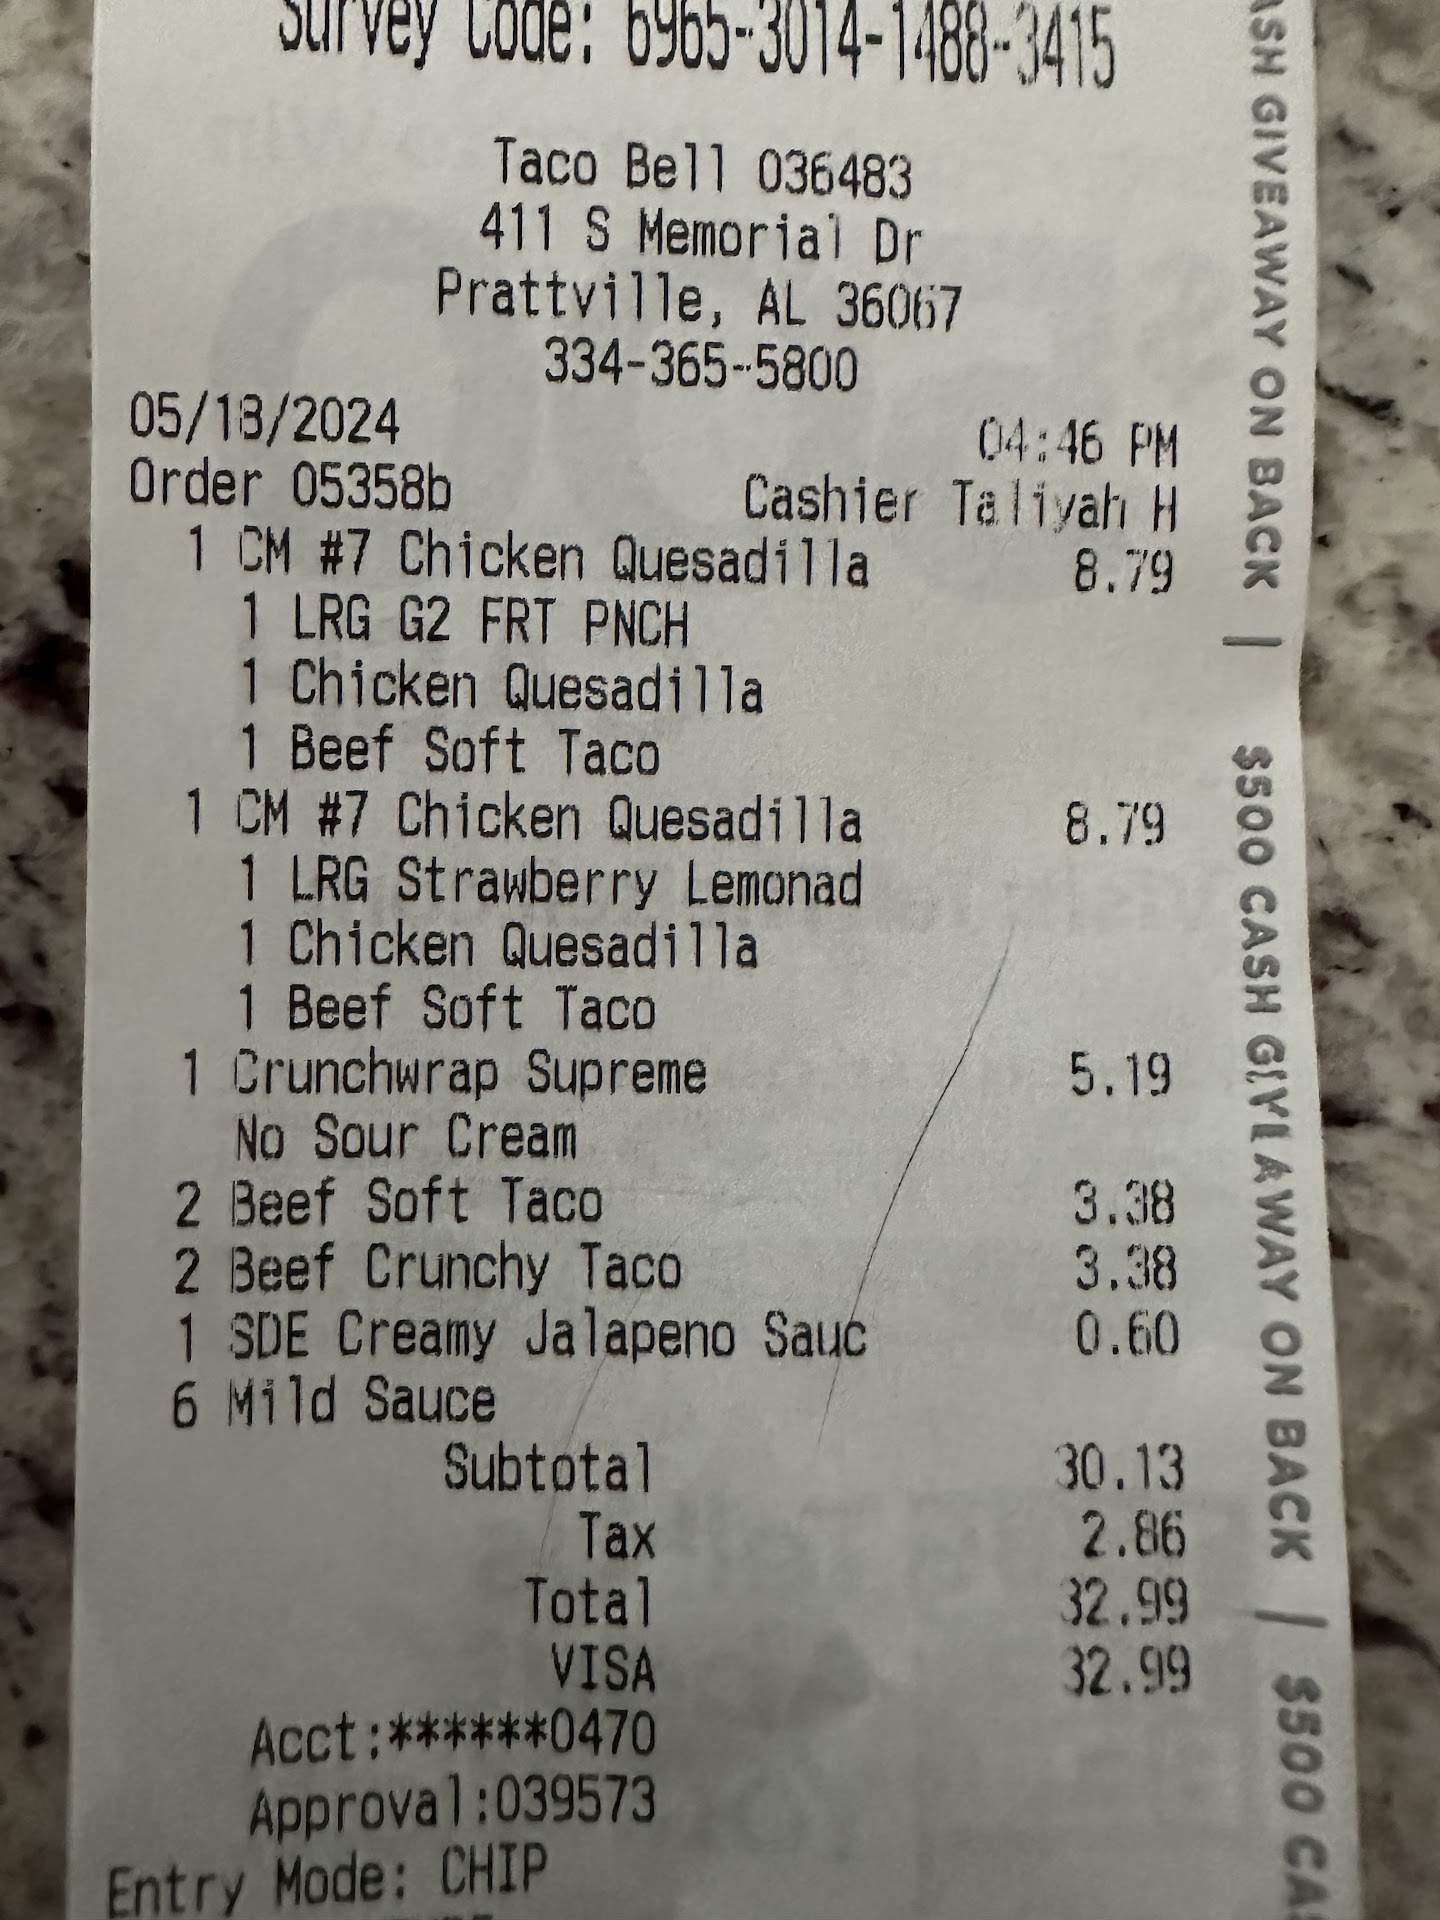 Survey Code: 6965-3014-1488-3415
Taco Bell 036483
411 S Memorial Dr
Prattville, AL 36067
334-365-5800
05/18/2024 04:46 PM
Order 05358b Cashier Taliyah H
1 CM #7 Chicken Quesadilla 8.79
1 LRG G2 FRT PNCH
1 Chicken Quesadilla
1 Beef Soft Taco
1 CM #7 Chicken Quesadilla 8.79
1 LRG Strawberry Lemonad
1 Chicken Quesadilla
1 Beef Soft Taco
1 Crunchwrap Supreme 5.19
No Sour Cream
2 Beef Soft Taco 3.38
2 Beef Crunchy Taco 3.38
1 SDE Creamy Jalapeno Sauc 0.60
6 Mild Sauce
Subtotal 30.13
Tax 2.86
Total 32.99
VISA 32.99
Acct:******0470
Approval:039573
Entry Mode: CHIP
ASH GIVEAWAY ON BACK | $500 CASH GIVEAWAY ON BACK | $500 CAS